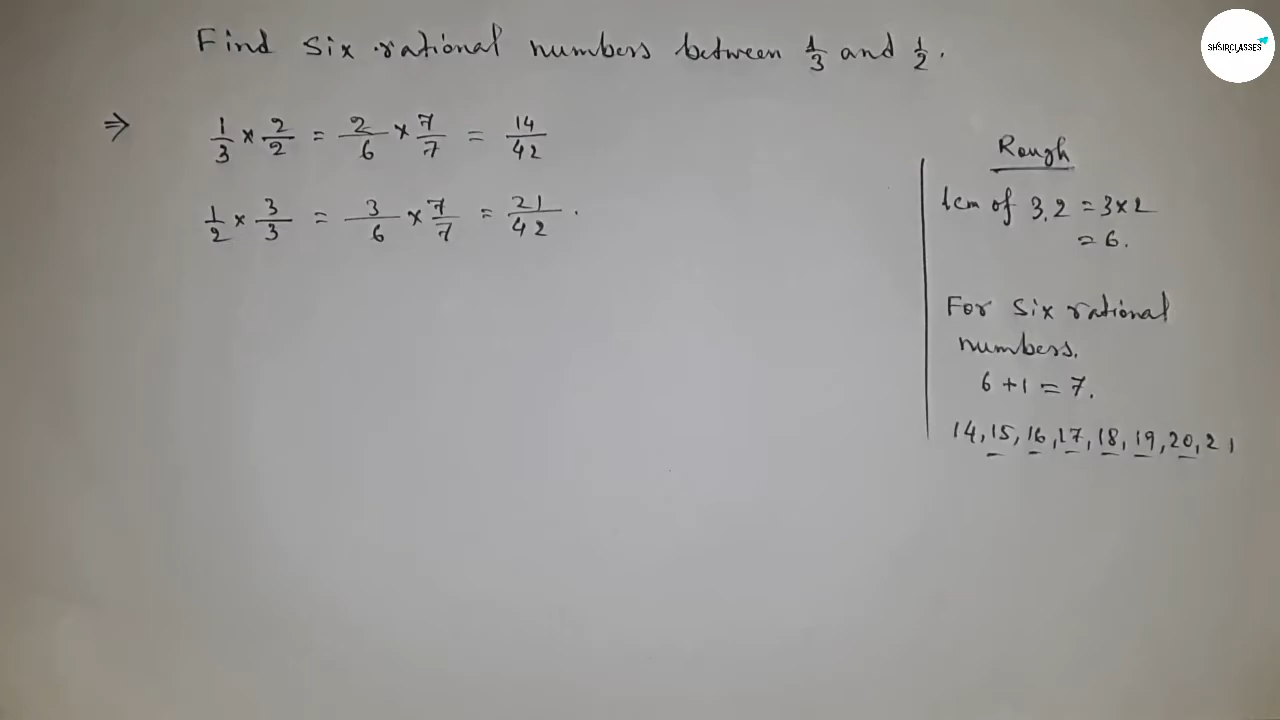 Find six rational numbers between 1/3 and 1/2.
SHSIRCLASSES
⇒ 1/3 × 2/2 = 2/6 × 7/7 = 14/42
1/2 × 3/3 = 3/6 × 7/7 = 21/42.
Rough
lcm of 3,2 = 3×2
= 6.
For six rational
numbers.
6+1 = 7.
14, 15, 16, 17, 18, 19, 20, 21